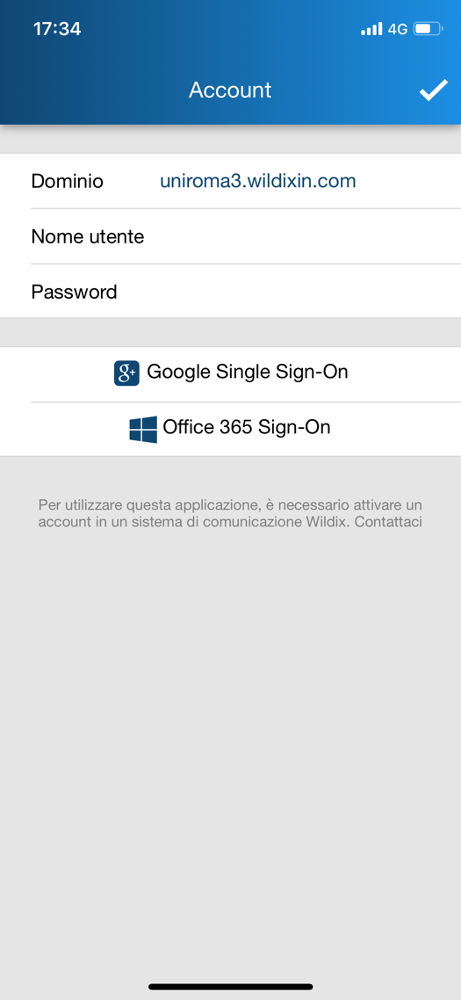 17:34
4G
Account
Dominio uniroma3.wildixin.com
Nome utente
Password
g+ Google Single Sign-On
Office 365 Sign-On
Per utilizzare questa applicazione, è necessario attivare un
account in un sistema di comunicazione Wildix. Contattaci